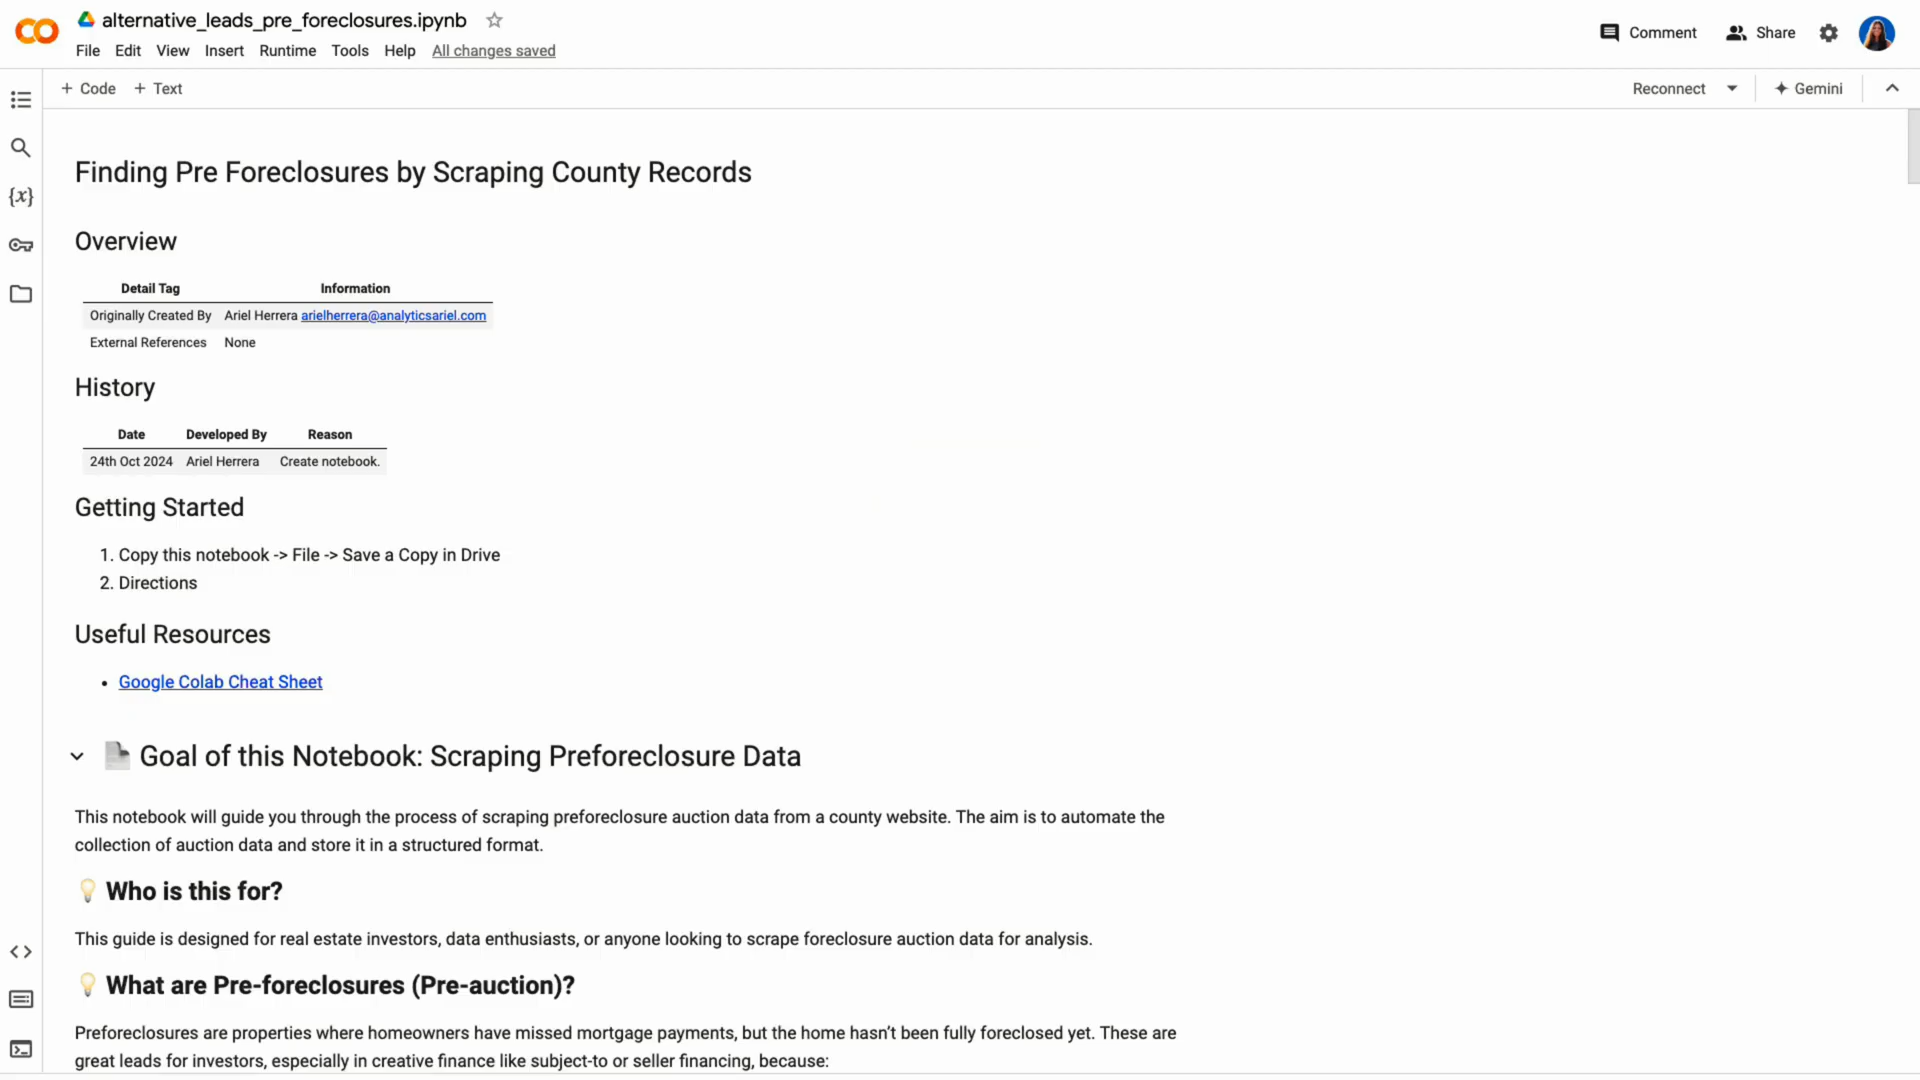 alternative_leads_pre_foreclosures.ipynb
File Edit View Insert Runtime Tools Help All changes saved
Comment Share
+ Code + Text
Reconnect Gemini
{x}
Finding Pre Foreclosures by Scraping County Records
Overview
Detail Tag Information
Originally Created By Ariel Herrera arielherrera@analyticsariel.com
External References None
History
Date Developed By Reason
24th Oct 2024 Ariel Herrera Create notebook.
Getting Started
1. Copy this notebook -> File -> Save a Copy in Drive
2. Directions
Useful Resources
• Google Colab Cheat Sheet
Goal of this Notebook: Scraping Preforeclosure Data
This notebook will guide you through the process of scraping preforeclosure auction data from a county website. The aim is to automate the
collection of auction data and store it in a structured format.
Who is this for?
This guide is designed for real estate investors, data enthusiasts, or anyone looking to scrape foreclosure auction data for analysis.
What are Pre-foreclosures (Pre-auction)?
Preforeclosures are properties where homeowners have missed mortgage payments, but the home hasn't been fully foreclosed yet. These are
great leads for investors, especially in creative finance like subject-to or seller financing, because: